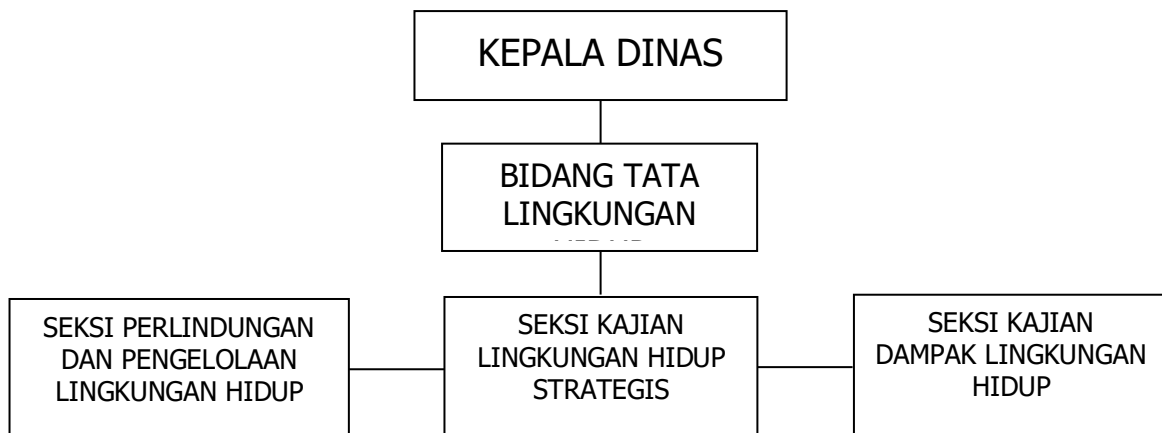 KEPALA DINAS
BIDANG TATA
LINGKUNGAN
SEKSI PERLINDUNGAN
DAN PENGELOLAAN
LINGKUNGAN HIDUP
SEKSI KAJIAN
LINGKUNGAN HIDUP
STRATEGIS
SEKSI KAJIAN
DAMPAK LINGKUNGAN
HIDUP